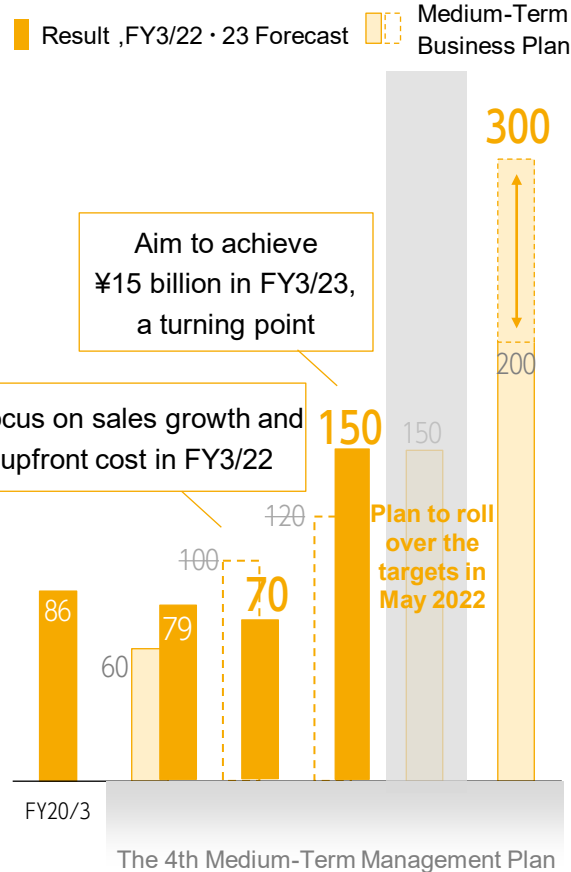 Result ,FY3/22・23 Forecast
Medium-Term
Business Plan
300
Aim to achieve
¥15 billion in FY3/23,
a turning point
200
ocus on sales growth and
upfront cost in FY3/22
150
150
120
Plan to roll
over the
targets in
May 2022
100
70
86
79
60
FY20/3
The 4th Medium-Term Management Plan